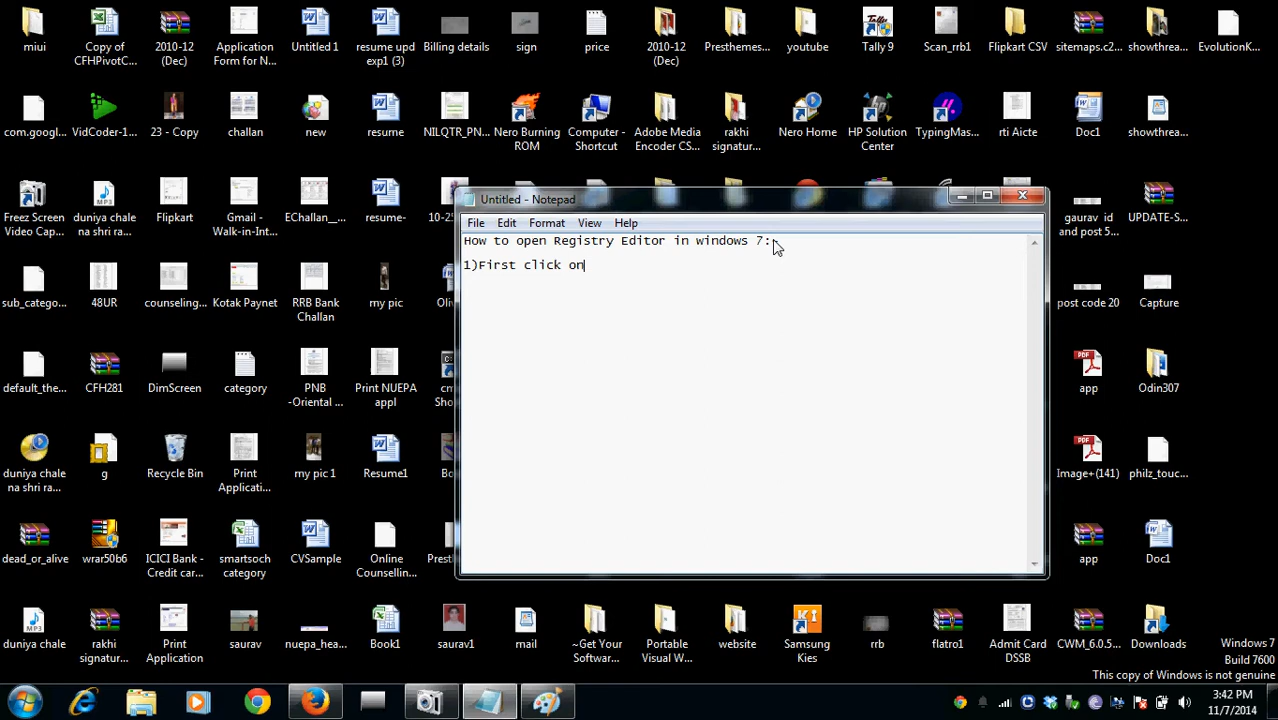 miui
Copy of
CFHPivotC...
2010-12
(Dec)
Application
Form for N...
Untitled 1
resume upd
exp1 (3)
Billing details
sign
price
2010-12
(Dec)
Presthemes...
youtube
Tally 9
Scan_rrb1
Flipkart CSV
sitemaps.c2...
showthrea...
EvolutionK...
com.googl...
VidCoder-1...
23 - Copy
challan
new
resume
NILQTR_PN...
Nero Burning
ROM
Computer -
Shortcut
Adobe Media
Encoder CS...
rakhi
signatur...
Nero Home
HP Solution
Center
TypingMas...
rti Aicte
Doc1
showthrea...
Freez Screen
Video Cap...
duniya chale
na shri ra...
Flipkart
Gmail -
Walk-in-Int...
EChallan__...
resume-
10-25
gaurav id
and post 5...
UPDATE-S...
Untitled - Notepad
File Edit Format View Help
How to open Registry Editor in windows 7:-
1)First click on
sub_catego...
48UR
counseling...
Kotak Paynet
RRB Bank
Challan
my pic
post code 20
Capture
default_the...
CFH281
DimScreen
category
PNB
-Oriental ...
Print NUEPA
appl
app
Odin307
duniya chale
na shri ra...
g
Recycle Bin
Print
Applicati...
my pic 1
Resume1
Image+(141)
philz_touc...
dead_or_alive
wrar50b6
ICICI Bank -
Credit car...
smartsoch
category
CVSample
Online
Counsellin...
app
Doc1
duniya chale
rakhi
signatur...
Print
Application
saurav
nuepa_hea...
Book1
saurav1
mail
~Get Your
Softwar...
Portable
Visual W...
website
Samsung
Kies
rrb
flatro1
Admit Card
DSSB
CWM_6.0.5...
Downloads
Windows 7
Build 7600
This copy of Windows is not genuine
3:42 PM
11/7/2014